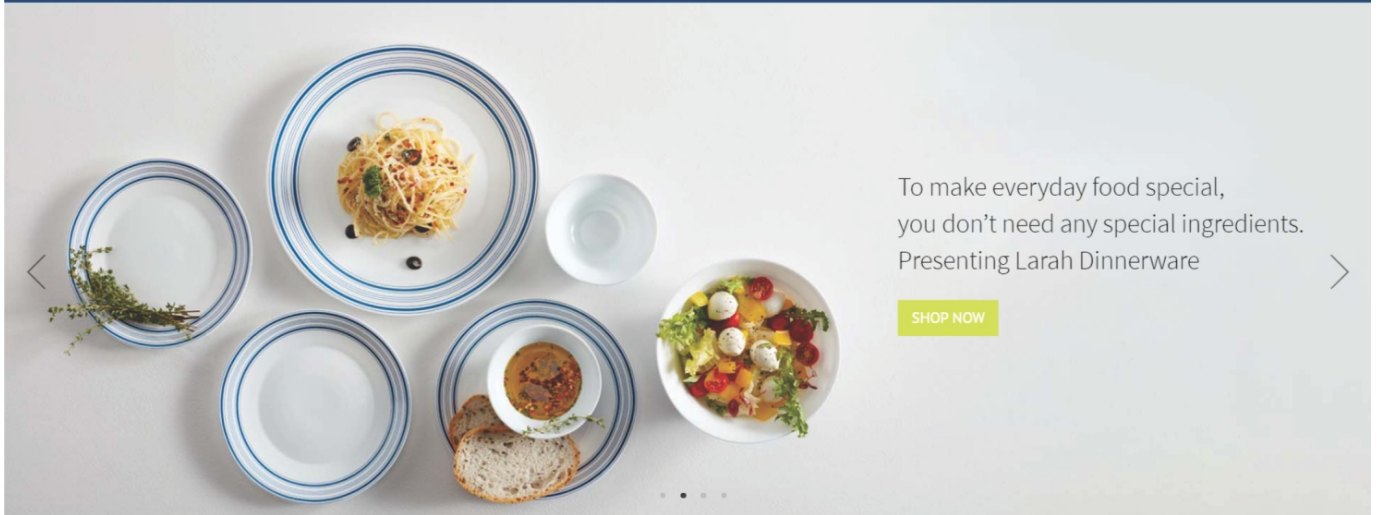 To make everyday food special,
you don’t need any special ingredients.
Presenting Larah Dinnerware
SHOP NOW